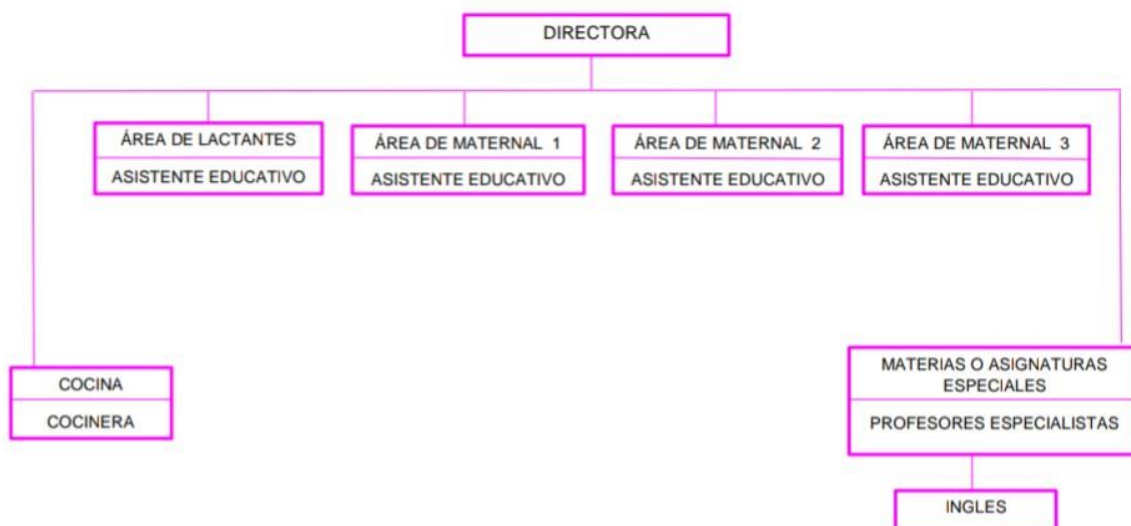 DIRECTORA
ÁREA DE LACTANTES
ASISTENTE EDUCATIVO
ÁREA DE MATERNAL 1
ASISTENTE EDUCATIVO
ÁREA DE MATERNAL 2
ASISTENTE EDUCATIVO
ÁREA DE MATERNAL 3
ASISTENTE EDUCATIVO
COCINA
COCINERA
MATERIAS O ASIGNATURAS
ESPECIALES
PROFESORES ESPECIALISTAS
INGLES